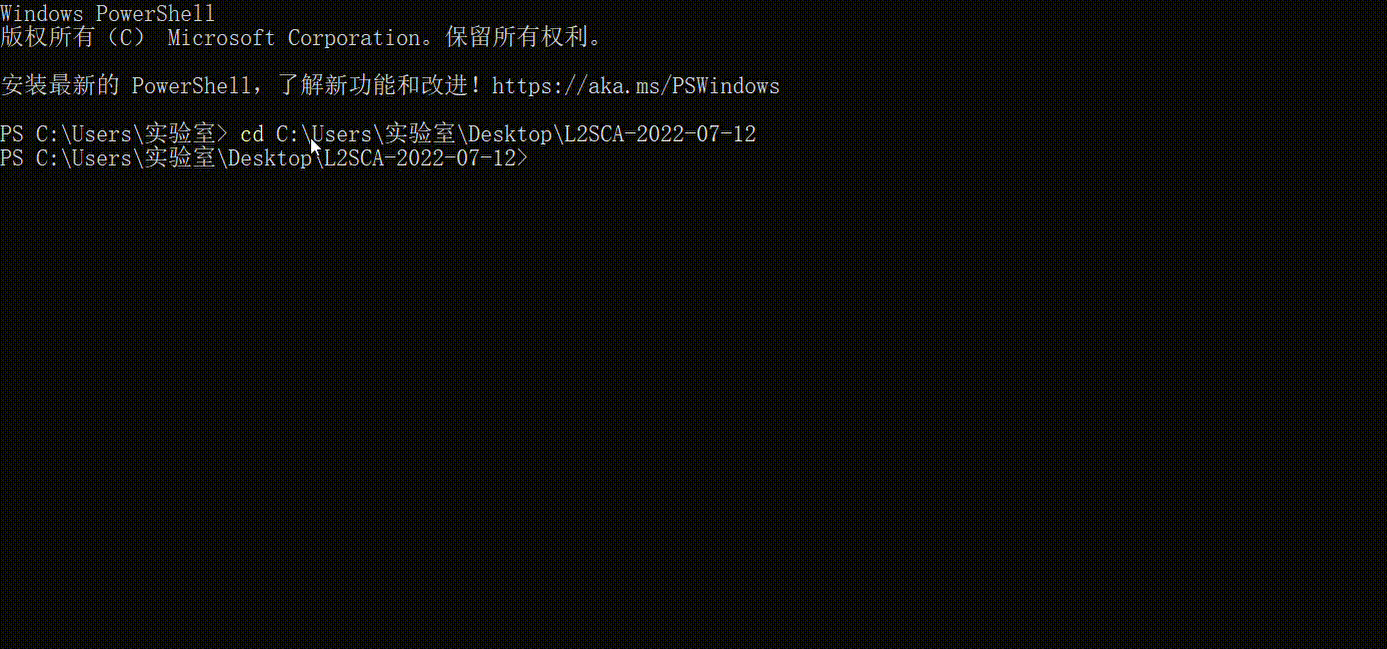 Windows PowerShell
版权所有（C） Microsoft Corporation。保留所有权利。
安装最新的 PowerShell，了解新功能和改进！https://aka.ms/PSWindows
PS C:\Users\实验室> cd C:\Users\实验室\Desktop\L2SCA-2022-07-12
PS C:\Users\实验室\Desktop\L2SCA-2022-07-12>